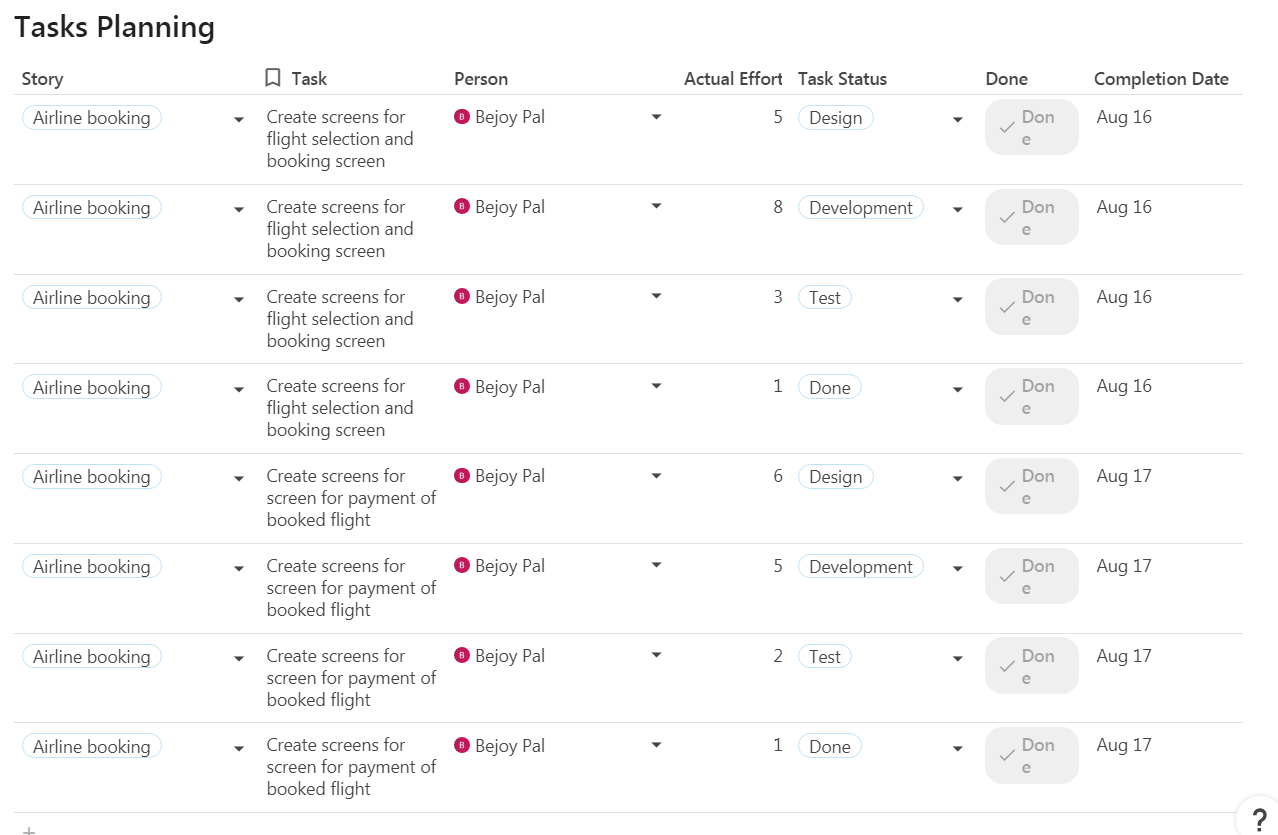 Tasks Planning
Story Task Person Actual Effort Task Status Done Completion Date
Airline booking Create screens for B Bejoy Pal 5 Design Don Aug 16
flight selection and e
booking screen
Airline booking Create screens for B Bejoy Pal 8 Development Don Aug 16
flight selection and e
booking screen
Airline booking Create screens for B Bejoy Pal 3 Test Don Aug 16
flight selection and e
booking screen
Airline booking Create screens for B Bejoy Pal 1 Done Don Aug 16
flight selection and e
booking screen
Airline booking Create screens for B Bejoy Pal 6 Design Don Aug 17
screen for payment of e
booked flight
Airline booking Create screens for B Bejoy Pal 5 Development Don Aug 17
screen for payment of e
booked flight
Airline booking Create screens for B Bejoy Pal 2 Test Don Aug 17
screen for payment of e
booked flight
Airline booking Create screens for B Bejoy Pal 1 Done Don Aug 17
screen for payment of e
booked flight
+ ?